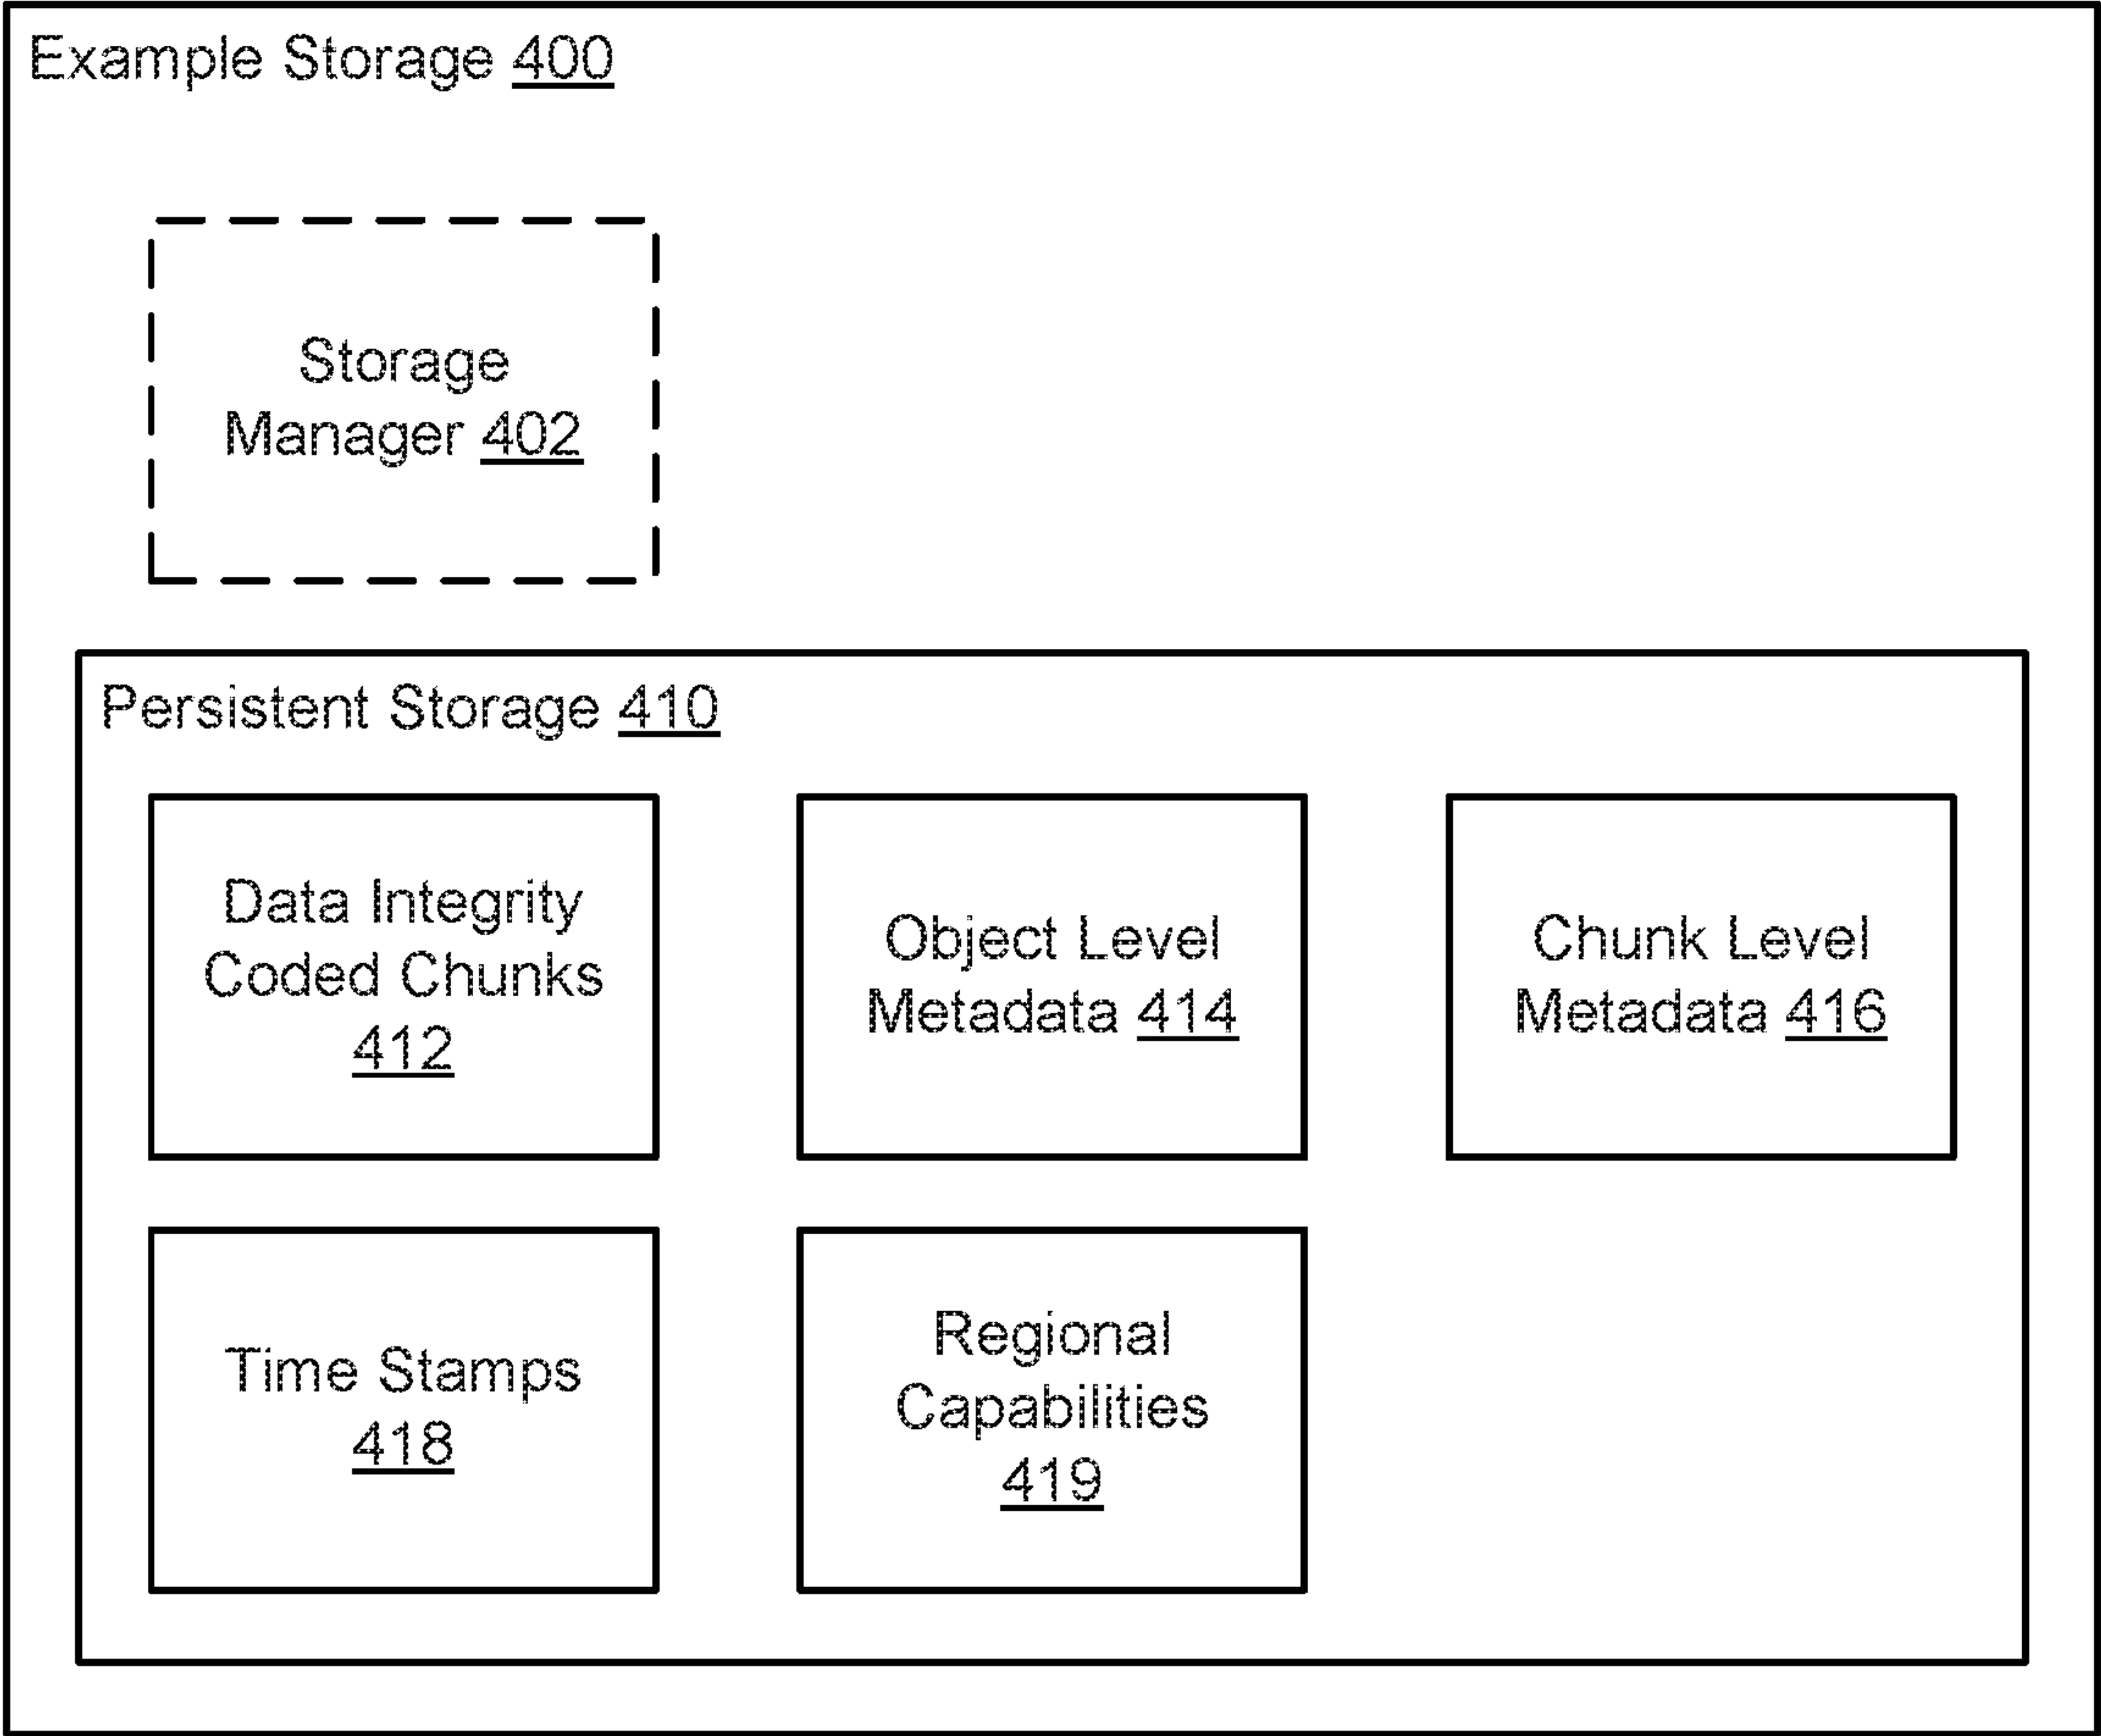 Example Storage 400
Storage
Manager 402
Persistent Storage 410
Data Integrity
Coded Chunks
412
Object Level
Metadata 414
Chunk Level
Metadata 416
Time Stamps
418
Regional
Capabilities
419